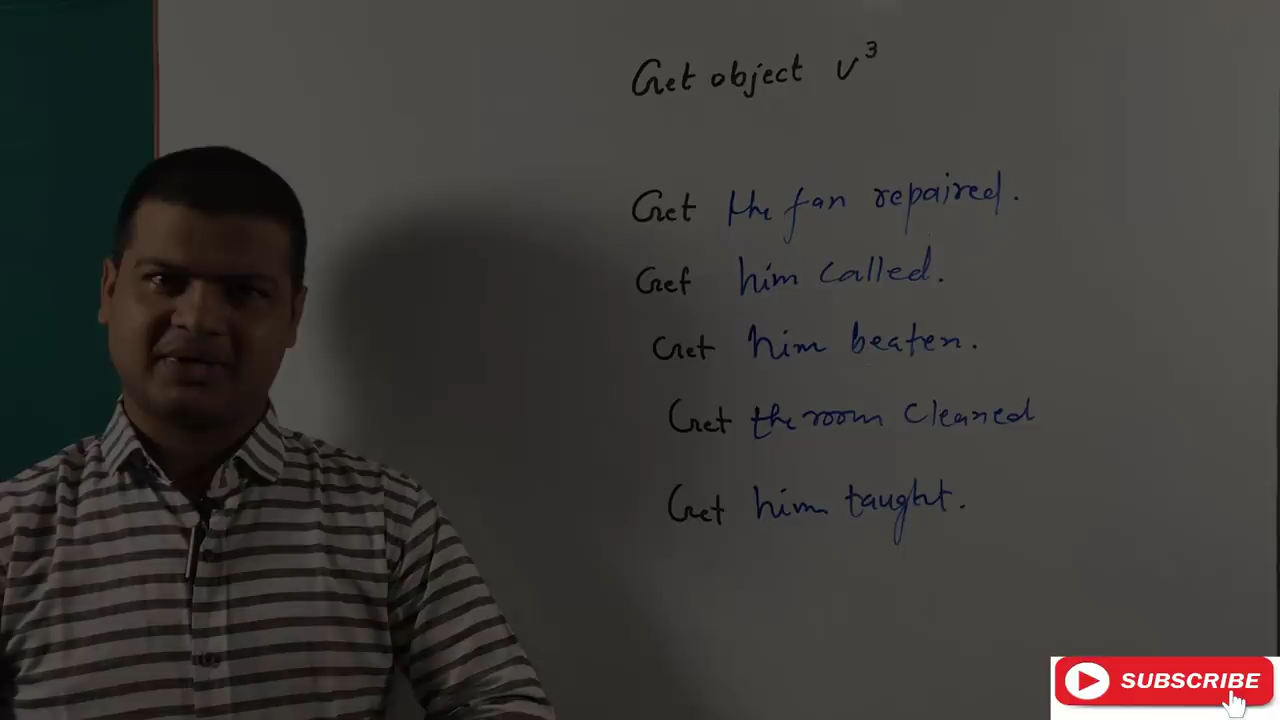 Get object v³
Get the fan repaired.
Get him called.
Get him beaten.
Get the room cleaned
Get him taught.
SUBSCRIBE